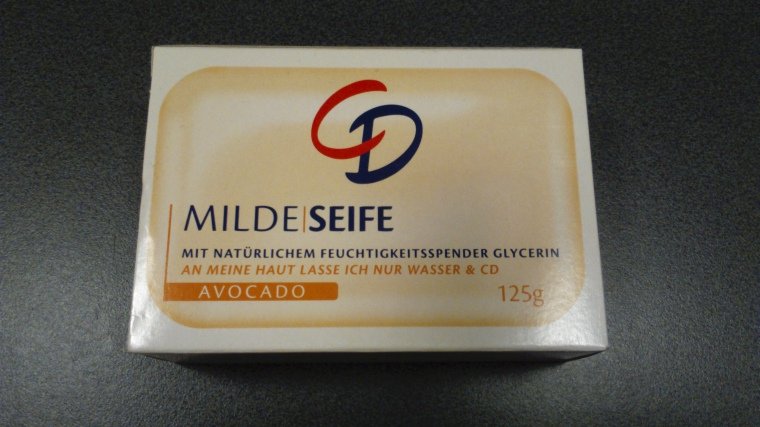 CD
MILDE|SEIFE
MIT NATÜRLICHEM FEUCHTIGKEITSSPENDER GLYCERIN
AN MEINE HAUT LASSE ICH NUR WASSER & CD
AVOCADO
125g